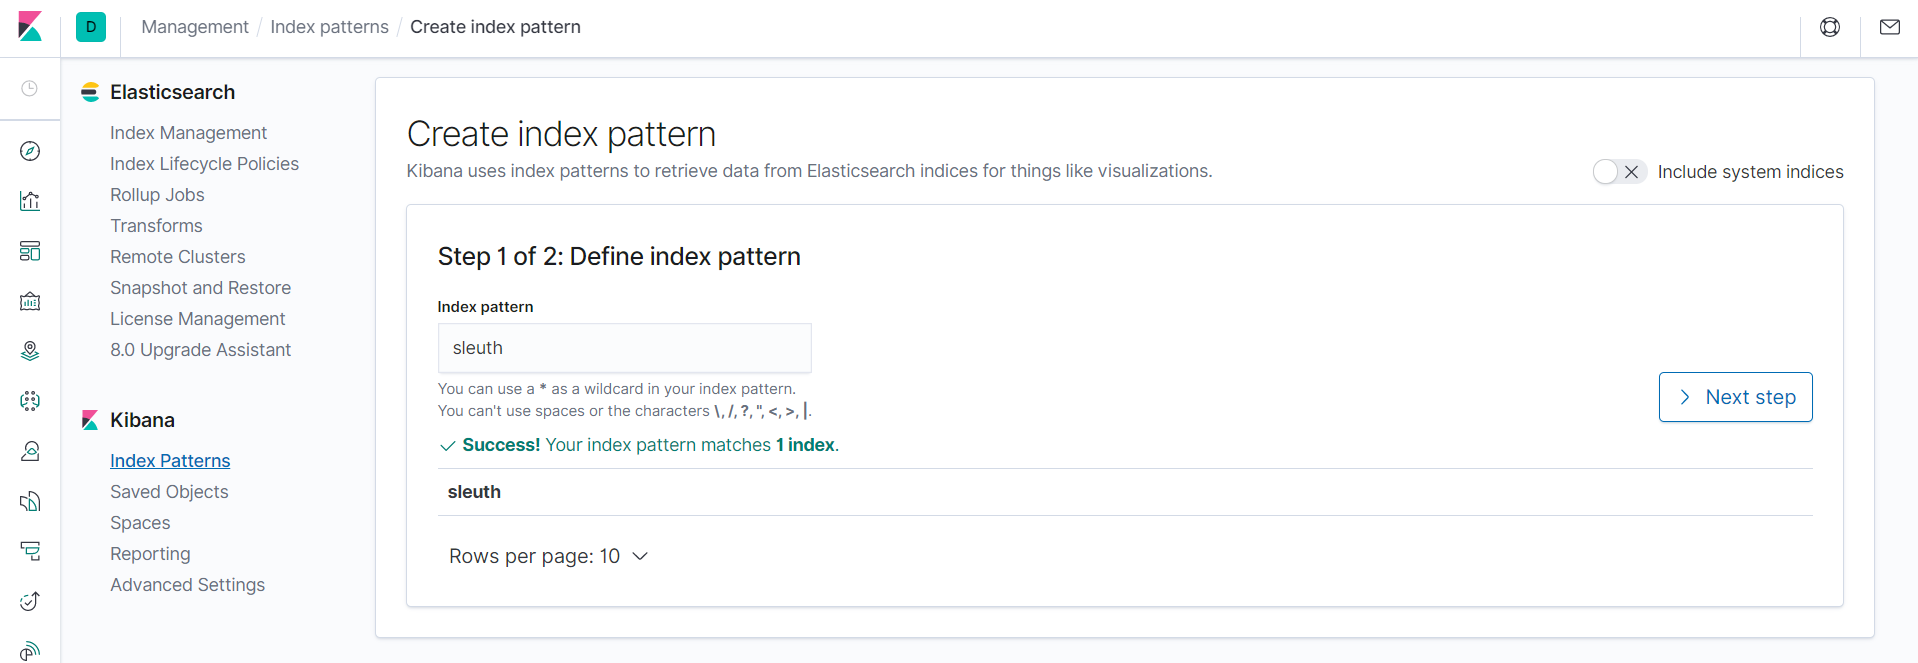 D Management / Index patterns / Create index pattern
Elasticsearch
Index Management
Index Lifecycle Policies
Rollup Jobs
Transforms
Remote Clusters
Snapshot and Restore
License Management
8.0 Upgrade Assistant
Kibana
Index Patterns
Saved Objects
Spaces
Reporting
Advanced Settings
Create index pattern
Kibana uses index patterns to retrieve data from Elasticsearch indices for things like visualizations.
Include system indices
Step 1 of 2: Define index pattern
Index pattern
sleuth
You can use a * as a wildcard in your index pattern.
You can't use spaces or the characters \, /, ?, ", <, >, |.
Success! Your index pattern matches 1 index.
Next step
sleuth
Rows per page: 10